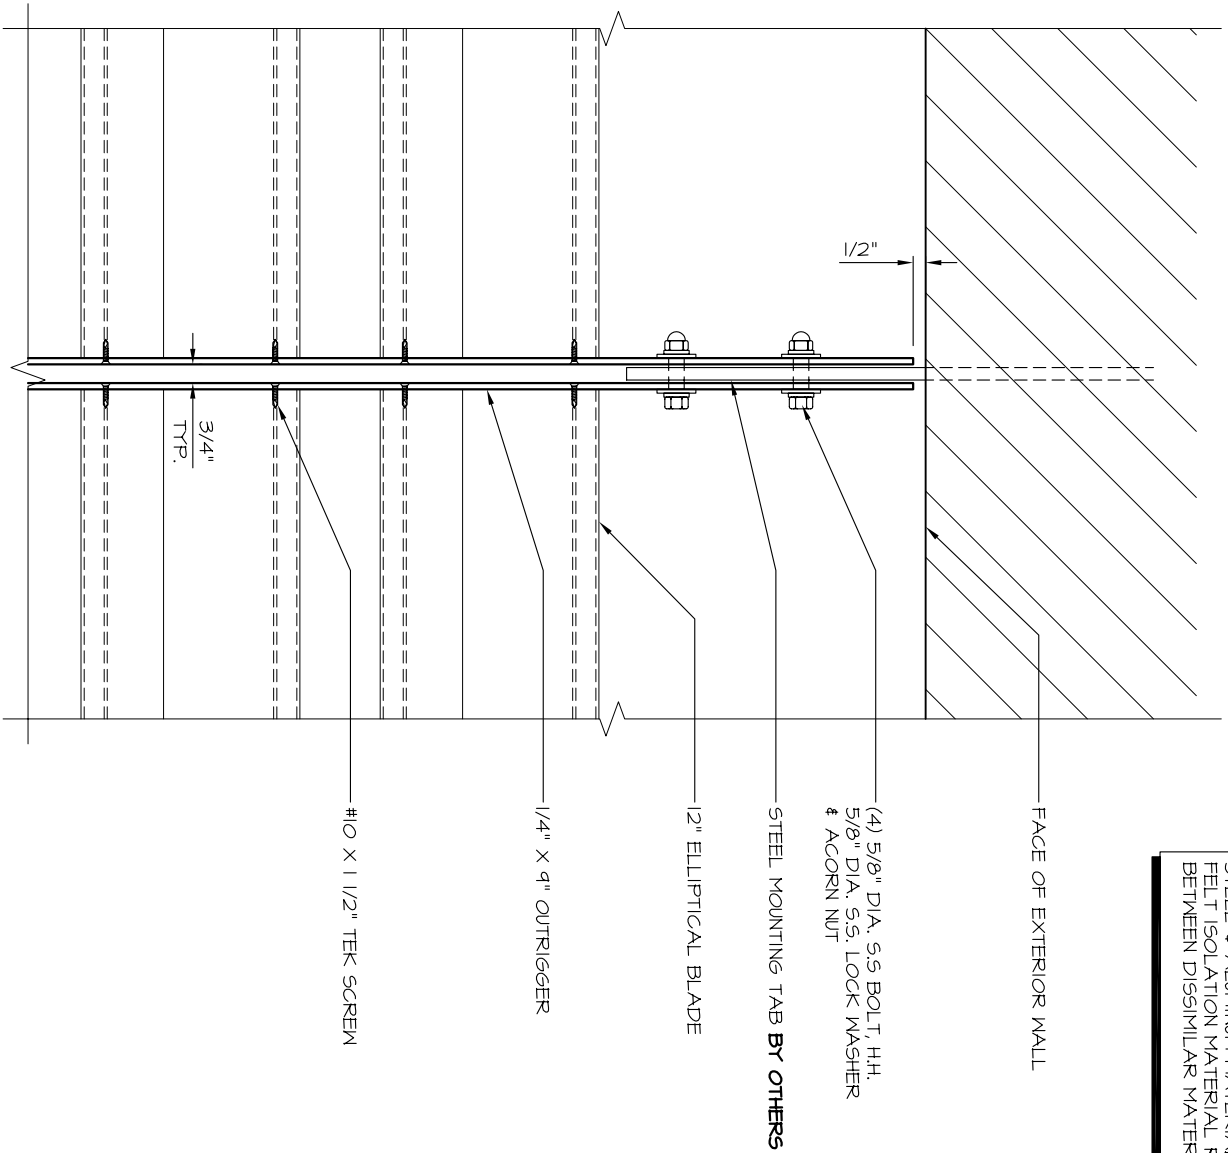 FELT ISOLATION MATERIAL
BETWEEN DISSIMILAR
FACE OF EXTERIOR WALL
(4) 5/8" DIA. S.S BOLT, H.H.
5/8" DIA. S.S. LOCK WASHER
& ACORN NUT
STEEL MOUNTING TAB BY OTHERS
12" ELLIPTICAL BLADE
1/4" X 9" OUTRIGGER
#10 X 1 1/2" TEK SCREW
1/2"
3/4"
TYP.